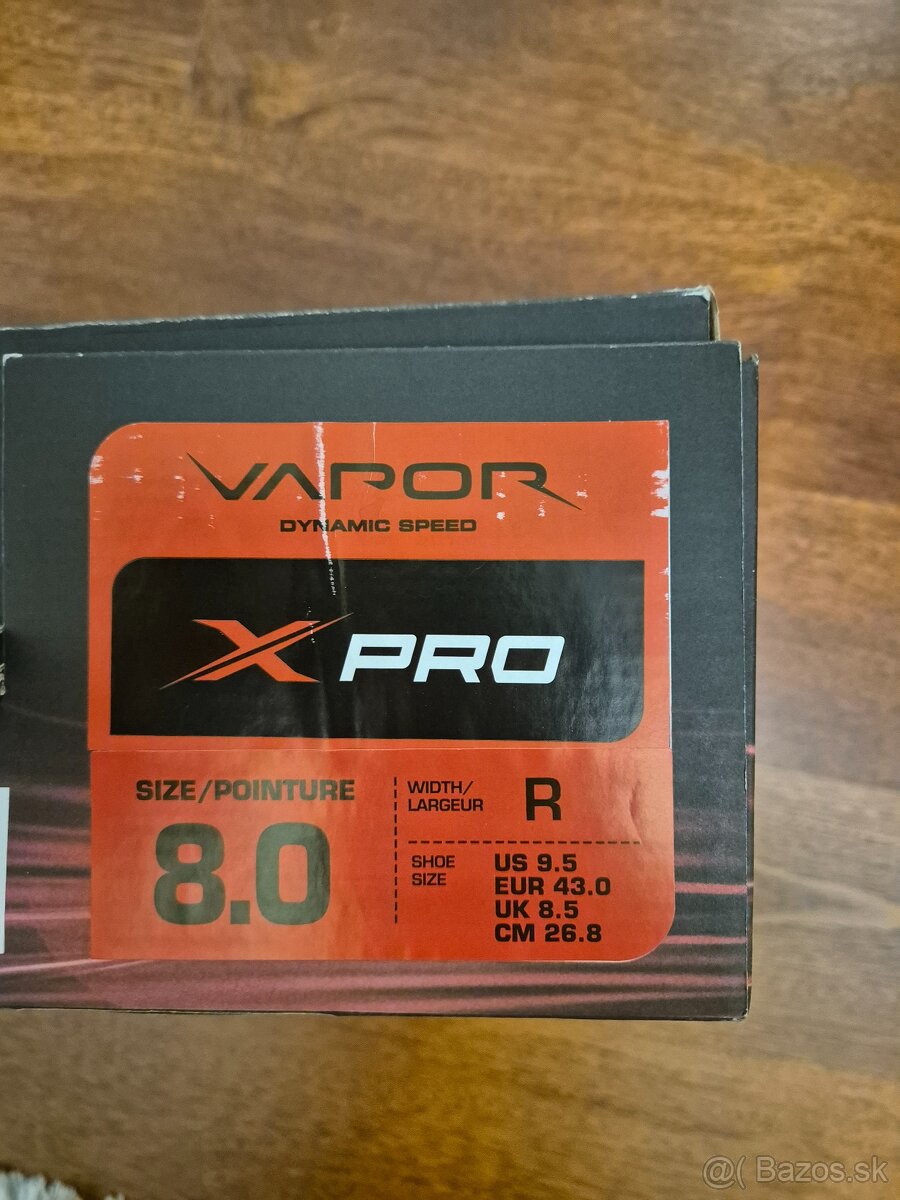 VAPOR
DYNAMIC SPEED
X PRO
SIZE/POINTURE
8.0
WIDTH/
LARGEUR
R
SHOE
SIZE
US 9.5
EUR 43.0
UK 8.5
CM 26.8
@( Bazos.sk